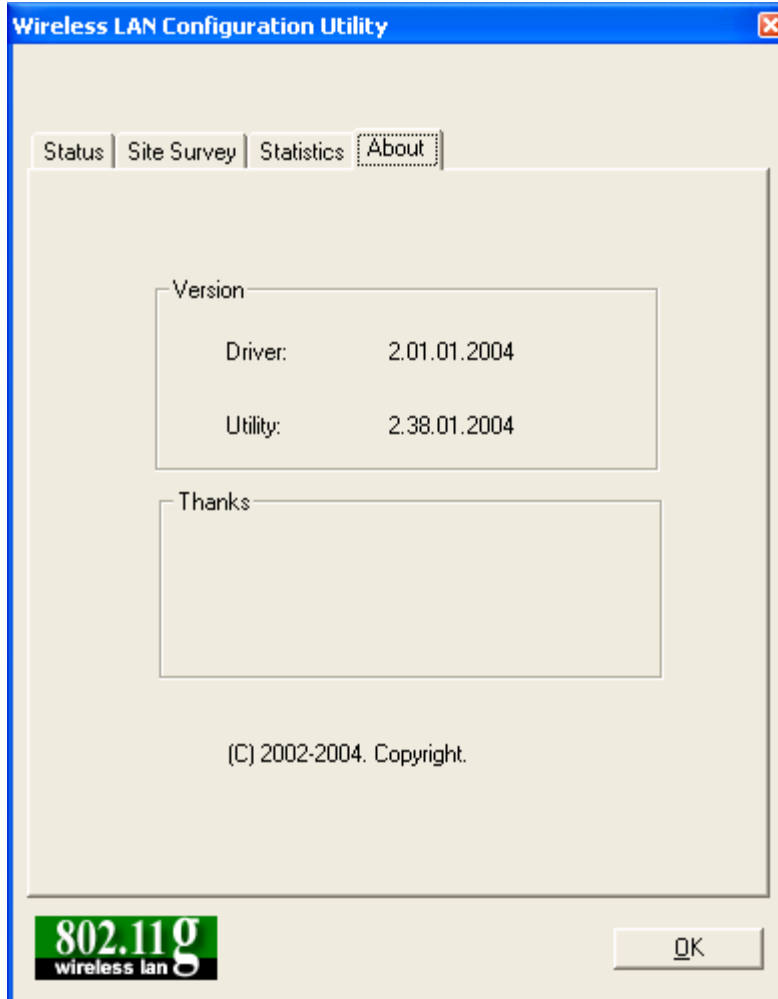 Wireless LAN Configuration Utility
Status Site Survey Statistics About
Version
Driver: 2.01.01.2004
Utility: 2.38.01.2004
Thanks
(C) 2002-2004. Copyright.
802.11g
wireless lan
OK